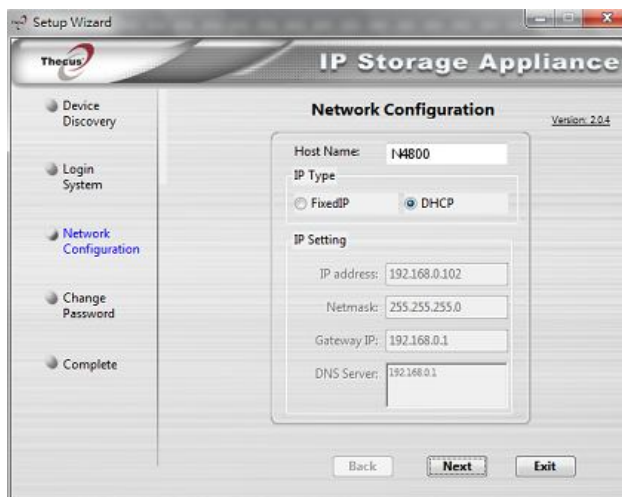 Setup Wizard
Thecus
IP Storage Appliance
Device
Discovery
Login
System
Network
Configuration
Change
Password
Complete
Network Configuration
Version: 2.0.4
Host Name: N4800
IP Type
FixedIP DHCP
IP Setting
IP address: 192.168.0.102
Netmask: 255.255.255.0
Gateway IP: 192.168.0.1
DNS Server: 192.168.0.1
Back Next Exit